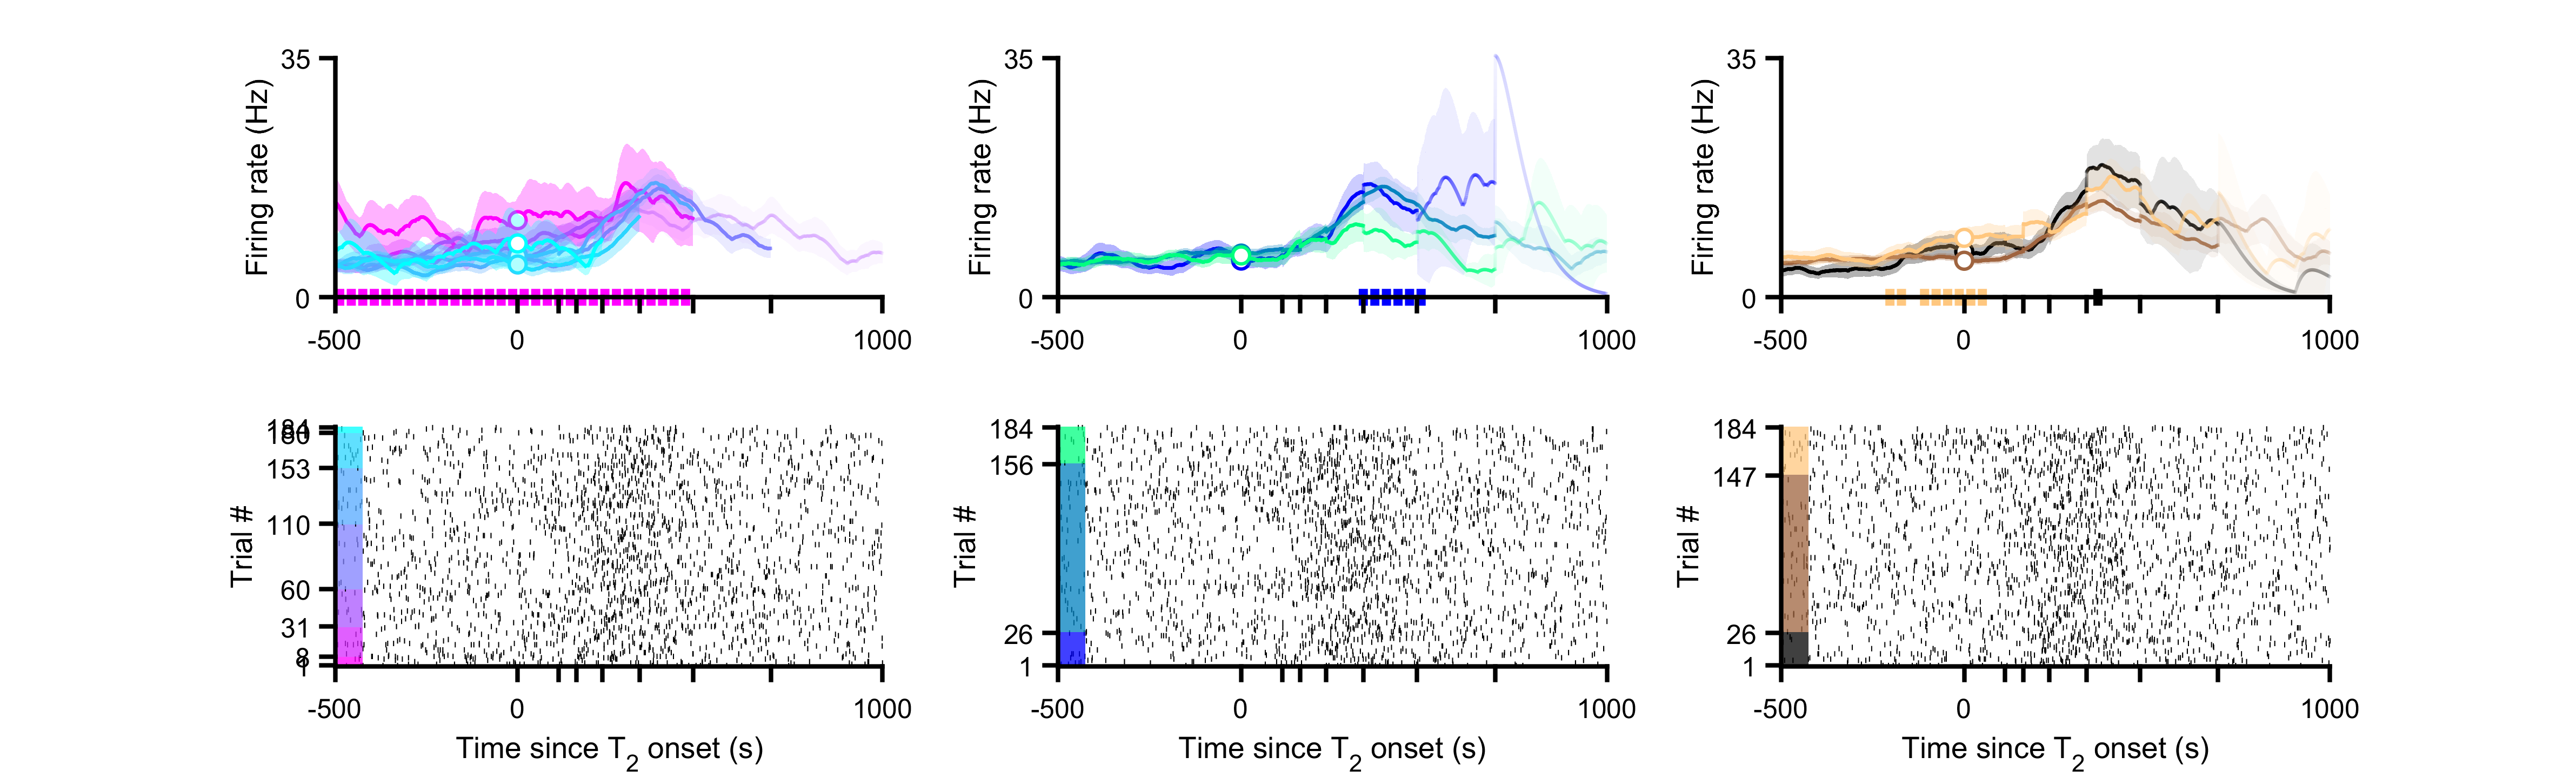 35
Firing rate (Hz)
0
-500 0 1000
35
Firing rate (Hz)
0
-500 0 1000
35
Firing rate (Hz)
0
-500 0 1000
184
153
110
60
31
8
Trial #
-500 0 1000
Time since T2 onset (s)
184
156
26
1
Trial #
-500 0 1000
Time since T2 onset (s)
184
147
26
1
Trial #
-500 0 1000
Time since T2 onset (s)